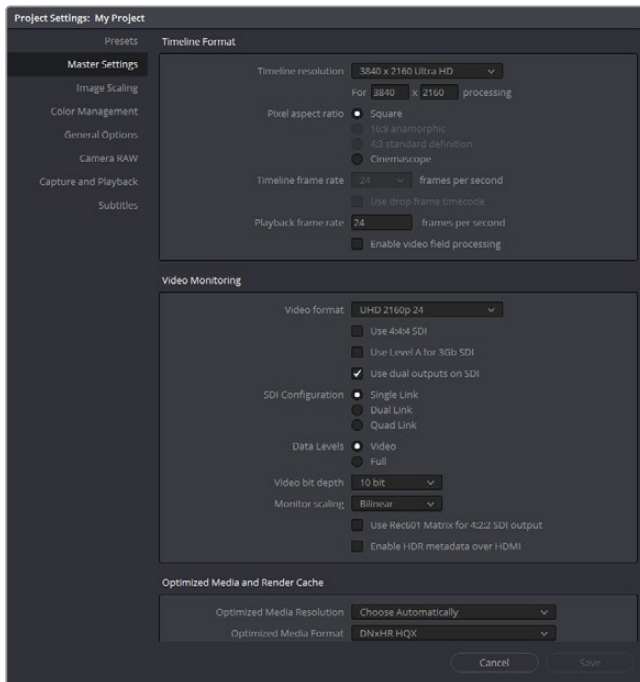 Project Settings: My Project
Presets
Master Settings
Image Scaling
Color Management
General Options
Camera RAW
Capture and Playback
Subtitles
Timeline Format
Timeline resolution 3840 x 2160 Ultra HD
For 3840 x 2160 processing
Pixel aspect ratio Square
16:9 anamorphic
4:3 standard definition
Cinemascope
Timeline frame rate 24 frames per second
Use drop frame timecode
Playback frame rate 24 frames per second
Enable video field processing
Video Monitoring
Video format UHD 2160p 24
Use 4:4:4 SDI
Use Level A for 3Gb SDI
Use dual outputs on SDI
SDI Configuration Single Link
Dual Link
Quad Link
Data Levels Video
Full
Video bit depth 10 bit
Monitor scaling Bilinear
Use Rec601 Matrix for 4:2:2 SDI output
Enable HDR metadata over HDMI
Optimized Media and Render Cache
Optimized Media Resolution Choose Automatically
Optimized Media Format DNxHR HQX
Cancel Save